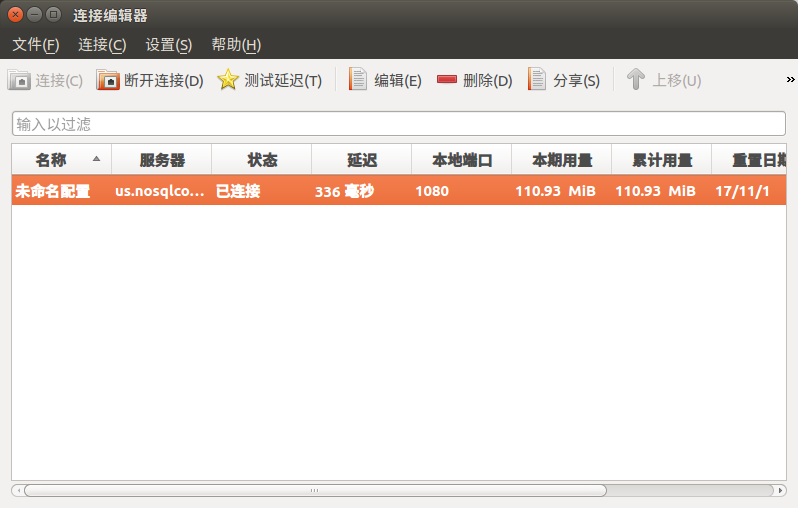 连接编辑器
文件(F) 连接(C) 设置(S) 帮助(H)
连接(C) 断开连接(D) 测试延迟(T) 编辑(E) 删除(D) 分享(S) 上移(U) »
输入以过滤
名称 服务器 状态 延迟 本地端口 本期用量 累计用量 重置日期
未命名配置 us.nosqlco... 已连接 336 毫秒 1080 110.93 MiB 110.93 MiB 17/11/1